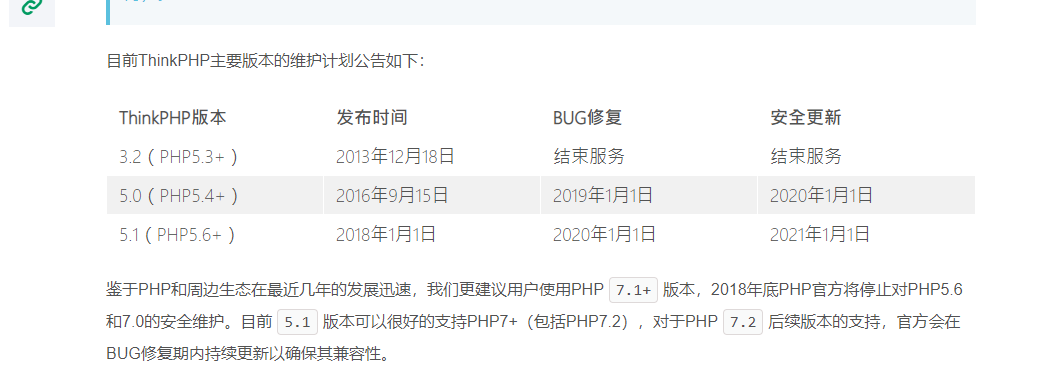 目前ThinkPHP主要版本的维护计划公告如下：
ThinkPHP版本 发布时间 BUG修复 安全更新
3.2（PHP5.3+） 2013年12月18日 结束服务 结束服务
5.0（PHP5.4+） 2016年9月15日 2019年1月1日 2020年1月1日
5.1（PHP5.6+） 2018年1月1日 2020年1月1日 2021年1月1日
鉴于PHP和周边生态在最近几年的发展迅速，我们更建议用户使用PHP 7.1+ 版本，2018年底PHP官方将停止对PHP5.6
和7.0的安全维护。目前 5.1 版本可以很好的支持PHP7+（包括PHP7.2），对于PHP 7.2 后续版本的支持，官方会在
BUG修复期内持续更新以确保其兼容性。